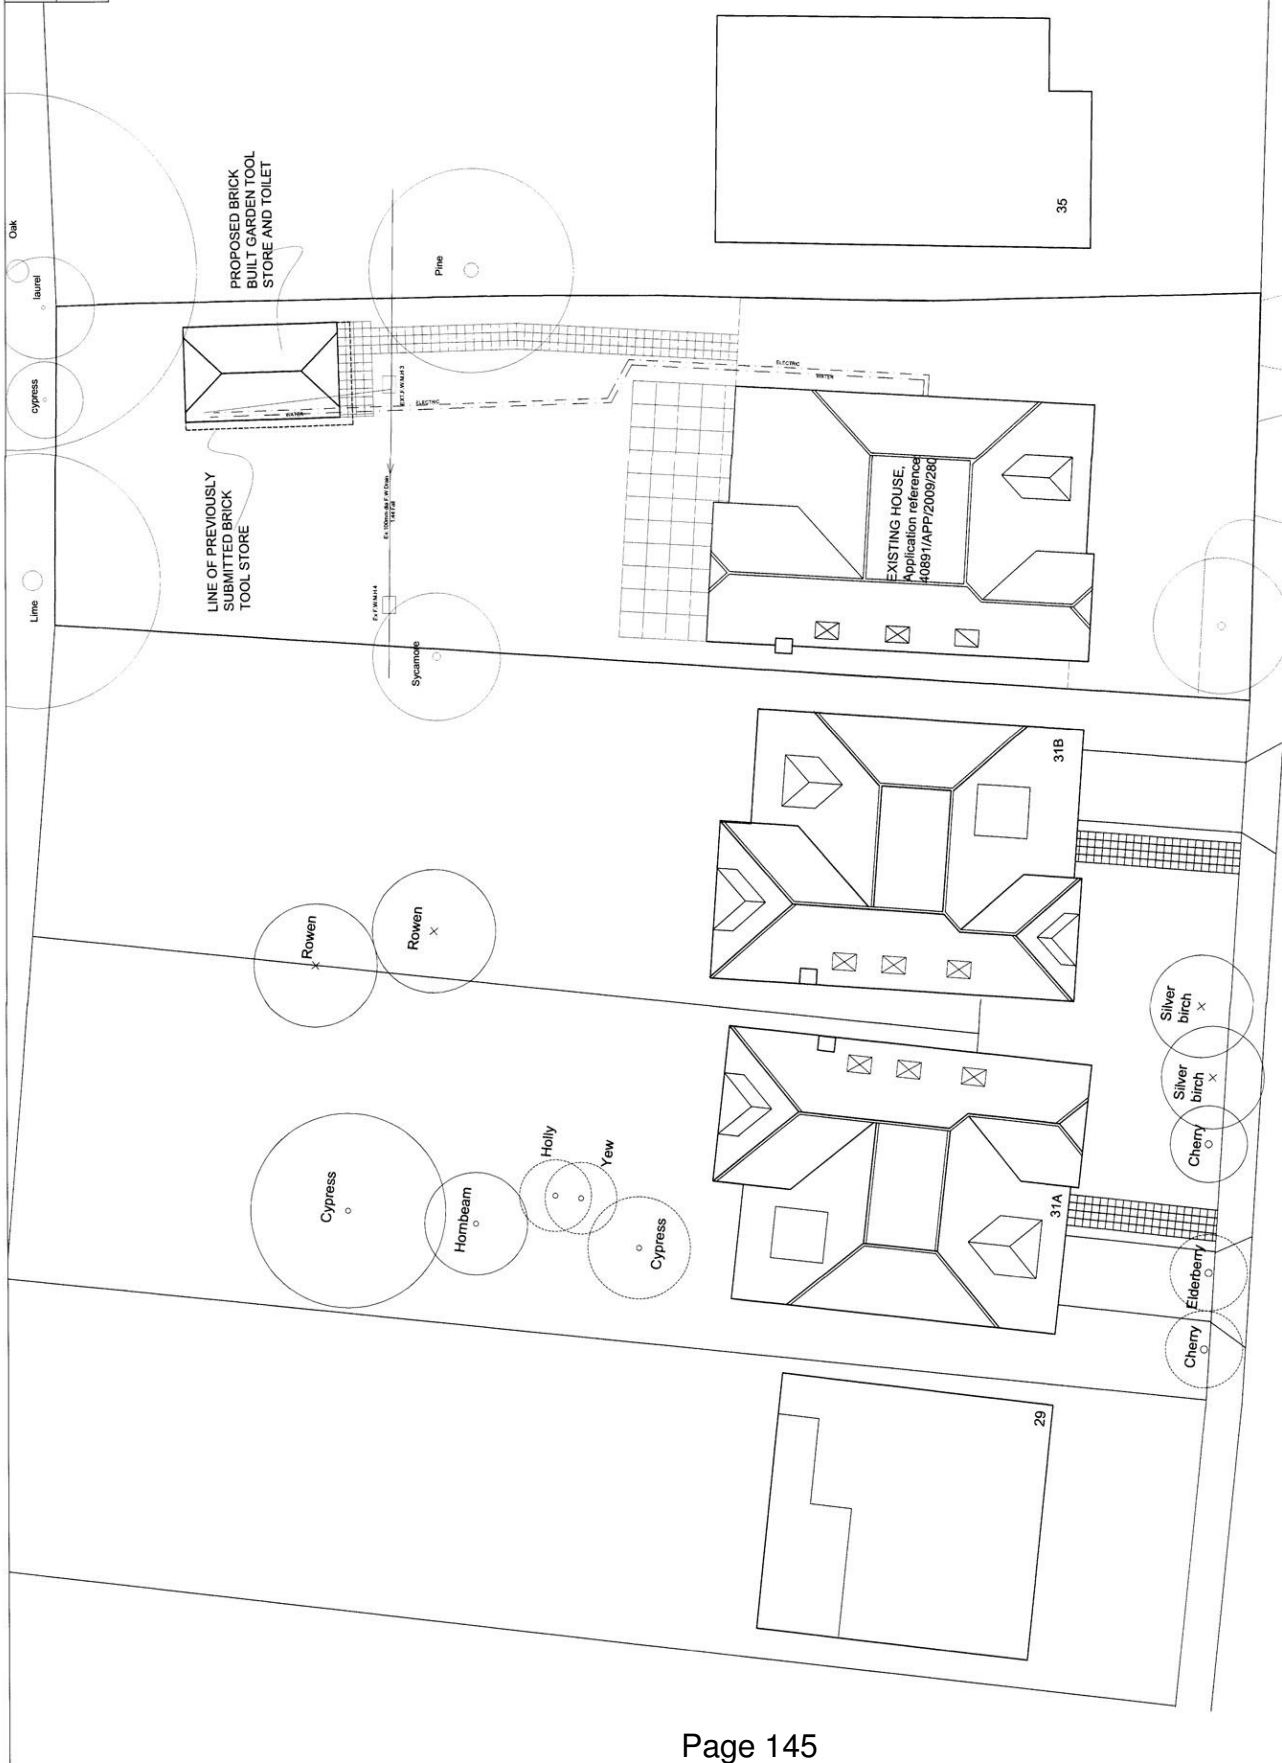 Oak
laurel
cypress
Lime
PROPOSED BRICK
BUILT GARDEN TOOL
STORE AND TOILET
LINE OF PREVIOUSLY
SUBMITTED BRICK
TOOL STORE
Pine
35
WATER
ELECTRIC
ELECTRIC
WATER
Sycamore
EXISTING HOUSE,
Application reference
40891/APP/2009/280
31B
Rowen
Rowen
Silver
birch
Silver
birch
Cherry
Cypress
Hornbeam
Holly
Yew
Cypress
31A
Elderberry
Cherry
29
Page 145